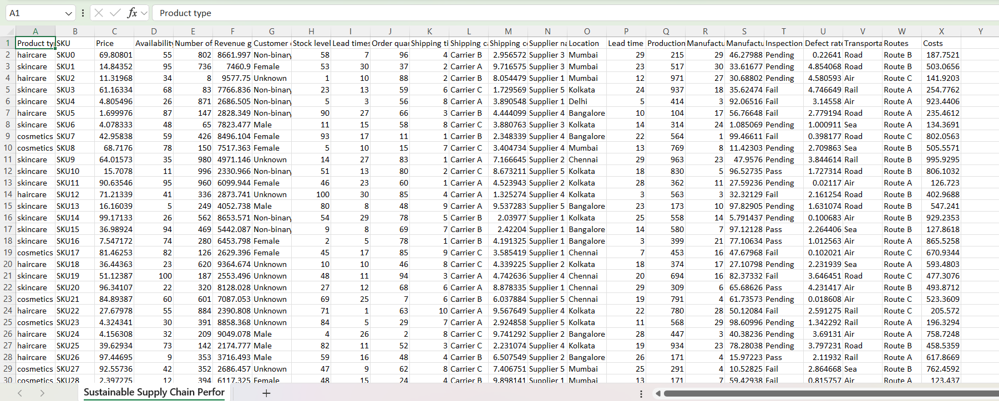 A1 fx Product type
A B C D E F G H I J K L M N O P Q R S T U V W X Y
1 Product ty SKU Price Availability Number of Revenue g Customer Stock level Lead times Order quar Shipping ti Shipping ca Shipping co Supplier na Location Lead time Production Manufactu Manufactu Inspection Defect rate Transporta Routes Costs
2 haircare SKU0 69.80801 55 802 8661.997 Non-binary 58 7 96 4 Carrier B 2.956572 Supplier 3 Mumbai 29 215 29 46.27988 Pending 0.22641 Road Route B 187.7521
3 skincare SKU1 14.84352 95 736 7460.9 Female 53 30 37 2 Carrier A 9.716575 Supplier 3 Mumbai 23 517 30 33.61677 Pending 4.854068 Road Route B 503.0656
4 haircare SKU2 11.31968 34 8 9577.75 Unknown 1 10 88 2 Carrier B 8.054479 Supplier 1 Mumbai 12 971 27 30.68802 Pending 4.580593 Air Route C 141.9203
5 skincare SKU3 61.16334 68 83 7766.836 Non-binary 23 13 59 6 Carrier C 1.729569 Supplier 5 Kolkata 24 937 18 35.62474 Fail 4.746649 Rail Route A 254.7762
6 skincare SKU4 4.805496 26 871 2686.505 Non-binary 5 3 56 8 Carrier A 3.890548 Supplier 1 Delhi 5 414 3 92.06516 Fail 3.14558 Air Route A 923.4406
7 haircare SKU5 1.699976 87 147 2828.349 Non-binary 90 27 66 3 Carrier B 4.444099 Supplier 4 Bangalore 10 104 17 56.76648 Fail 2.779194 Road Route A 235.4612
8 skincare SKU6 4.078333 48 65 7823.477 Male 11 15 58 8 Carrier C 3.880763 Supplier 3 Kolkata 14 314 24 1.085069 Pending 1.000911 Sea Route A 134.3691
9 cosmetics SKU7 42.95838 59 426 8496.104 Female 93 17 11 1 Carrier B 2.348339 Supplier 4 Bangalore 22 564 1 99.46611 Fail 0.398177 Road Route C 802.0563
10 cosmetics SKU8 68.7176 78 150 7517.363 Female 5 10 15 7 Carrier C 3.404734 Supplier 4 Mumbai 13 769 8 11.42303 Pending 2.709863 Sea Route B 505.5571
11 skincare SKU9 64.01573 35 980 4971.146 Unknown 14 27 83 1 Carrier A 7.166645 Supplier 2 Chennai 29 963 23 47.9576 Pending 3.844614 Rail Route B 995.9295
12 skincare SKU10 15.7078 11 996 2330.966 Non-binary 51 13 80 2 Carrier C 8.673211 Supplier 5 Kolkata 18 830 5 96.52735 Pass 1.727314 Road Route B 806.1032
13 skincare SKU11 90.63546 95 960 6099.944 Female 46 23 60 1 Carrier A 4.523943 Supplier 2 Kolkata 28 362 11 27.59236 Pending 0.02117 Air Route A 126.723
14 haircare SKU12 71.21339 41 336 2873.741 Unknown 100 30 85 4 Carrier A 1.325274 Supplier 4 Kolkata 3 563 3 32.32129 Fail 2.161254 Road Route B 402.9688
15 skincare SKU13 16.16039 5 249 4052.738 Male 80 8 48 9 Carrier A 9.537283 Supplier 5 Bangalore 23 173 10 97.82905 Pending 1.631074 Road Route B 547.241
16 skincare SKU14 99.17133 26 562 8653.571 Non-binary 54 29 78 5 Carrier B 2.03977 Supplier 1 Kolkata 25 558 14 5.791437 Pending 0.100683 Air Route B 929.2353
17 skincare SKU15 36.98924 94 469 5442.087 Non-binary 9 8 69 7 Carrier B 2.42204 Supplier 1 Bangalore 14 580 7 97.12128 Pass 2.264406 Sea Route B 127.8618
18 skincare SKU16 7.547172 74 280 6453.798 Female 2 5 78 1 Carrier B 4.191325 Supplier 1 Bangalore 3 399 21 77.10634 Pass 1.012563 Air Route A 865.5258
19 cosmetics SKU17 81.46253 82 126 2629.396 Female 45 17 85 9 Carrier C 3.585419 Supplier 1 Chennai 7 453 16 47.67968 Fail 0.102021 Air Route C 670.9344
20 haircare SKU18 36.44363 23 620 9364.674 Unknown 10 10 46 8 Carrier C 4.339225 Supplier 2 Kolkata 18 374 17 27.10798 Pending 2.231939 Sea Route A 593.4803
21 skincare SKU19 51.12387 100 187 2553.496 Unknown 48 11 94 3 Carrier A 4.742636 Supplier 4 Chennai 20 694 16 82.37332 Fail 3.646451 Road Route C 477.3076
22 skincare SKU20 96.34107 22 320 8128.028 Unknown 27 12 68 6 Carrier A 8.878335 Supplier 1 Chennai 29 309 6 65.68626 Pass 4.231417 Air Route B 493.8712
23 cosmetics SKU21 84.89387 60 601 7087.053 Unknown 69 25 7 6 Carrier B 6.037884 Supplier 5 Chennai 19 791 4 61.73573 Pending 0.018608 Air Route C 523.3609
24 haircare SKU22 27.67978 55 884 2390.808 Unknown 71 1 63 10 Carrier A 9.567649 Supplier 4 Kolkata 22 780 28 50.12084 Fail 2.591275 Rail Route C 205.572
25 cosmetics SKU23 4.324341 30 391 8858.368 Unknown 84 5 29 7 Carrier A 2.924858 Supplier 5 Kolkata 11 568 29 98.60996 Pending 1.342292 Rail Route A 196.3294
26 haircare SKU24 4.156308 32 209 9049.078 Male 4 26 2 8 Carrier C 9.741292 Supplier 2 Bangalore 28 447 3 40.38236 Pending 3.69131 Air Route A 758.7248
27 haircare SKU25 39.62934 73 142 2174.777 Male 82 11 52 3 Carrier C 2.231074 Supplier 4 Kolkata 19 934 23 78.28038 Pending 3.797231 Road Route B 458.5359
28 haircare SKU26 97.44695 9 353 3716.493 Male 59 16 48 4 Carrier B 6.507549 Supplier 2 Bangalore 26 171 4 15.97223 Pass 2.11932 Rail Route A 617.8669
29 cosmetics SKU27 92.55736 42 352 2686.457 Unknown 47 9 62 8 Carrier C 7.406751 Supplier 5 Mumbai 25 291 4 10.52825 Fail 2.864668 Sea Route B 762.4592
30 cosmetics SKU28 2.397275 12 394 6117.325 Female 48 15 24 4 Carrier B 9.898141 Supplier 1 Mumbai 13 171 7 59.42938 Fail 0.815757 Air Route A 123.437
Sustainable Supply Chain Perfor